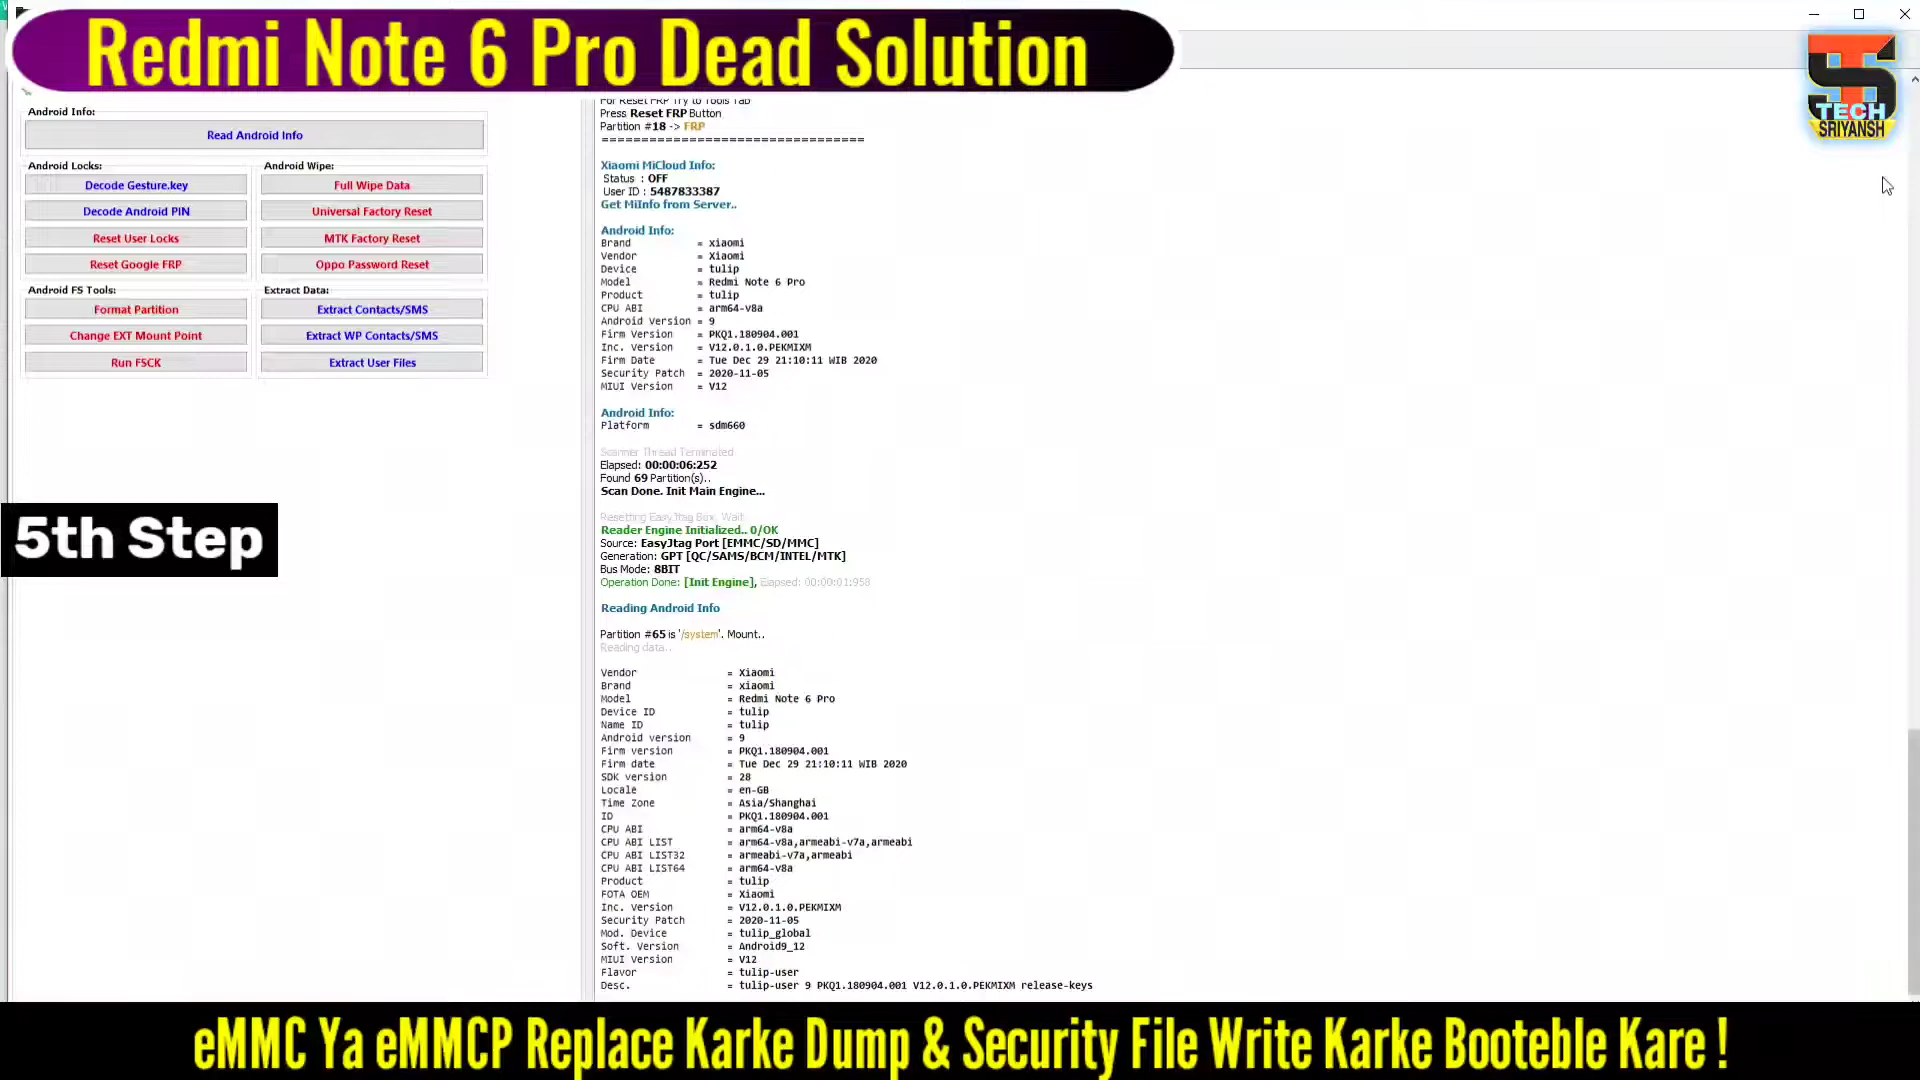 Redmi Note 6 Pro Dead Solution
TECH
SRIYANSH
Android Info:
Read Android Info
Android Locks:
Decode Gesture.key
Decode Android PIN
Reset User Locks
Reset Google FRP
Android Wipe:
Full Wipe Data
Universal Factory Reset
MTK Factory Reset
Oppo Password Reset
Android FS Tools:
Format Partition
Change EXT Mount Point
Run FSCK
Extract Data:
Extract Contacts/SMS
Extract WP Contacts/SMS
Extract User Files
5th Step
For Reset FRP Try to Tools Tab
Press Reset FRP Button
Partition #18 -> FRP
=================================
Xiaomi MiCloud Info:
Status : OFF
User ID : 5487833387
Get MiInfo from Server..
Android Info:
Brand = xiaomi
Vendor = Xiaomi
Device = tulip
Model = Redmi Note 6 Pro
Product = tulip
CPU ABI = arm64-v8a
Android Version = 9
Firm Version = PKQ1.180904.001
Inc. Version = V12.0.1.0.PEKMIXM
Firm Date = Tue Dec 29 21:10:11 WIB 2020
Security Patch = 2020-11-05
MIUI Version = V12
Android Info:
Platform = sdm660
Scanner Thread Terminated
Elapsed: 00:00:06:252
Found 69 Partition(s)..
Scan Done. Init Main Engine...
Resetting EasyJtag Box, Wait
Reader Engine Initialized.. 0/OK
Source: EasyJtag Port [EMMC/SD/MMC]
Generation: GPT [QC/SAMS/BCM/INTEL/MTK]
Bus Mode: 8BIT
Operation Done: [Init Engine], Elapsed: 00:00:01:958
Reading Android Info
Partition #65 is '/system'. Mount..
Reading data..
Vendor = Xiaomi
Brand = xiaomi
Model = Redmi Note 6 Pro
Device ID = tulip
Name ID = tulip
Android version = 9
Firm version = PKQ1.180904.001
Firm date = Tue Dec 29 21:10:11 WIB 2020
SDK version = 28
Locale = en-GB
Time Zone = Asia/Shanghai
ID = PKQ1.180904.001
CPU ABI = arm64-v8a
CPU ABI LIST = arm64-v8a,armeabi-v7a,armeabi
CPU ABI LIST32 = armeabi-v7a,armeabi
CPU ABI LIST64 = arm64-v8a
Product = tulip
FOTA OEM = Xiaomi
Inc. version = V12.0.1.0.PEKMIXM
Security Patch = 2020-11-05
Mod. Device = tulip_global
Soft. Version = Android9_12
MIUI Version = V12
Flavor = tulip-user
Desc. = tulip-user 9 PKQ1.180904.001 V12.0.1.0.PEKMIXM release-keys
eMMC Ya eMMCP Replace Karke Dump & Security File Write Karke Booteble Kare !